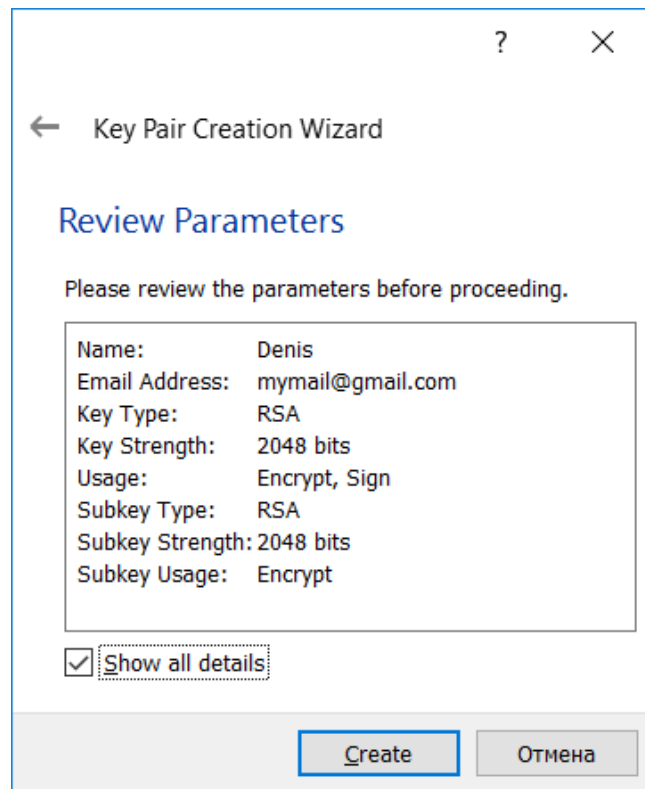 ?
Key Pair Creation Wizard
Review Parameters
Please review the parameters before proceeding.
Name: Denis
Email Address: mymail@gmail.com
Key Type: RSA
Key Strength: 2048 bits
Usage: Encrypt, Sign
Subkey Type: RSA
Subkey Strength: 2048 bits
Subkey Usage: Encrypt
Show all details
Create Отмена